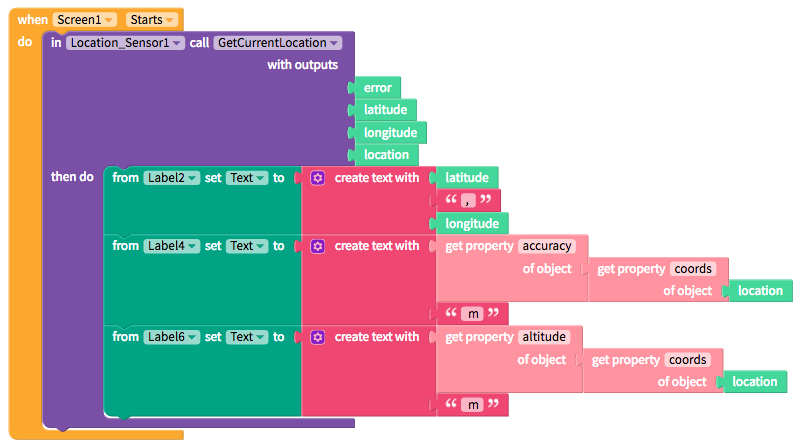 when Screen1 Starts
do in Location_Sensor1 call GetCurrentLocation
with outputs
error
latitude
longitude
location
then do from Label2 set Text to create text with latitude
“ , ”
longitude
from Label4 set Text to create text with get property accuracy
of object get property coords
of object location
“ m ”
from Label6 set Text to create text with get property altitude
of object get property coords
of object location
“ m ”